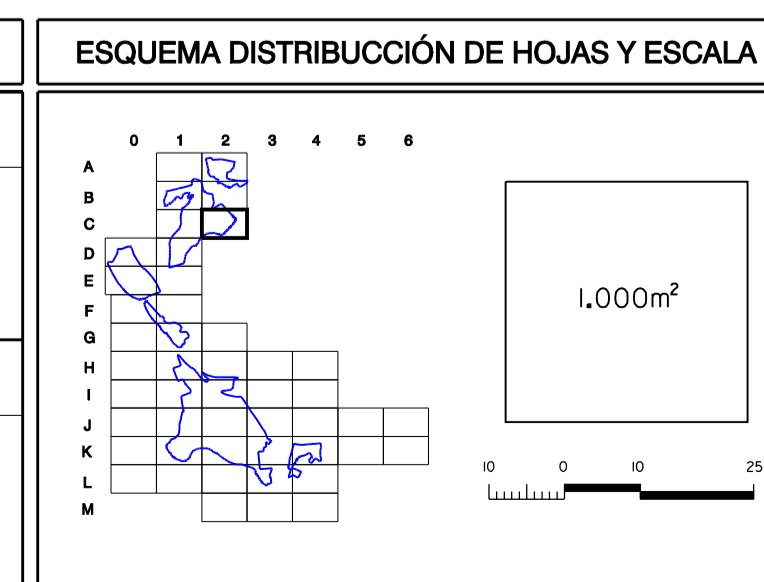 ESQUEMA DISTRIBUCCIÓN DE HOJAS Y ESCALA
0 1 2 3 4 5 6
A
B
C
D
E
F
G
H
I
J
K
L
M
1.000m²
10 0 10 25